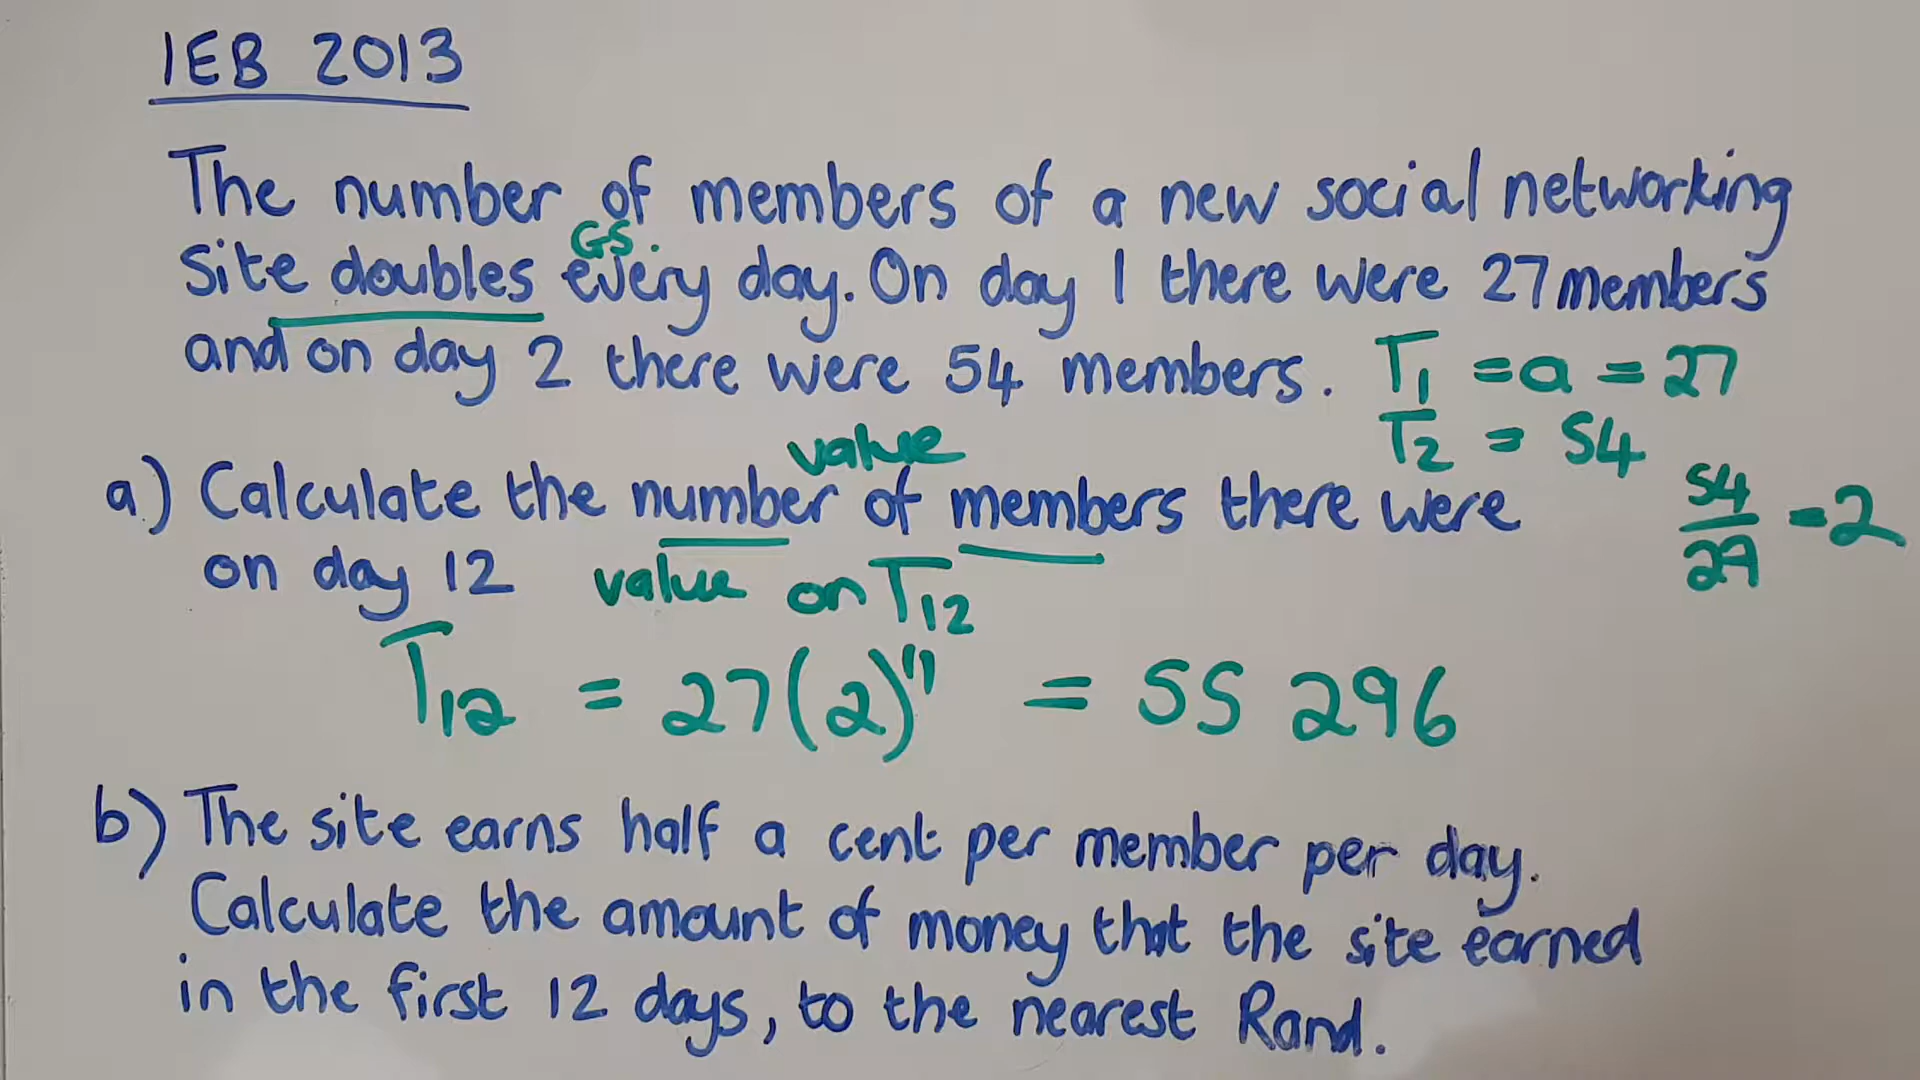 IEB 2013
The number of members of a new social networking
GS.
site doubles every day. On day 1 there were 27 members
and on day 2 there were 54 members.
T1 = a = 27
T2 = 54
54/27 = 2
value
a.) Calculate the number of members there were
on day 12
value on T12
T12 = 27(2)^11 = 55 296
b) The site earns half a cent per member per day.
Calculate the amount of money that the site earned
in the first 12 days, to the nearest Rand.